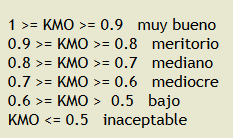 1 >= KMO >= 0.9 muy bueno
0.9 >= KMO >= 0.8 meritorio
0.8 >= KMO >= 0.7 mediano
0.7 >= KMO >= 0.6 mediocre
0.6 >= KMO > 0.5 bajo
KMO <= 0.5 inaceptable